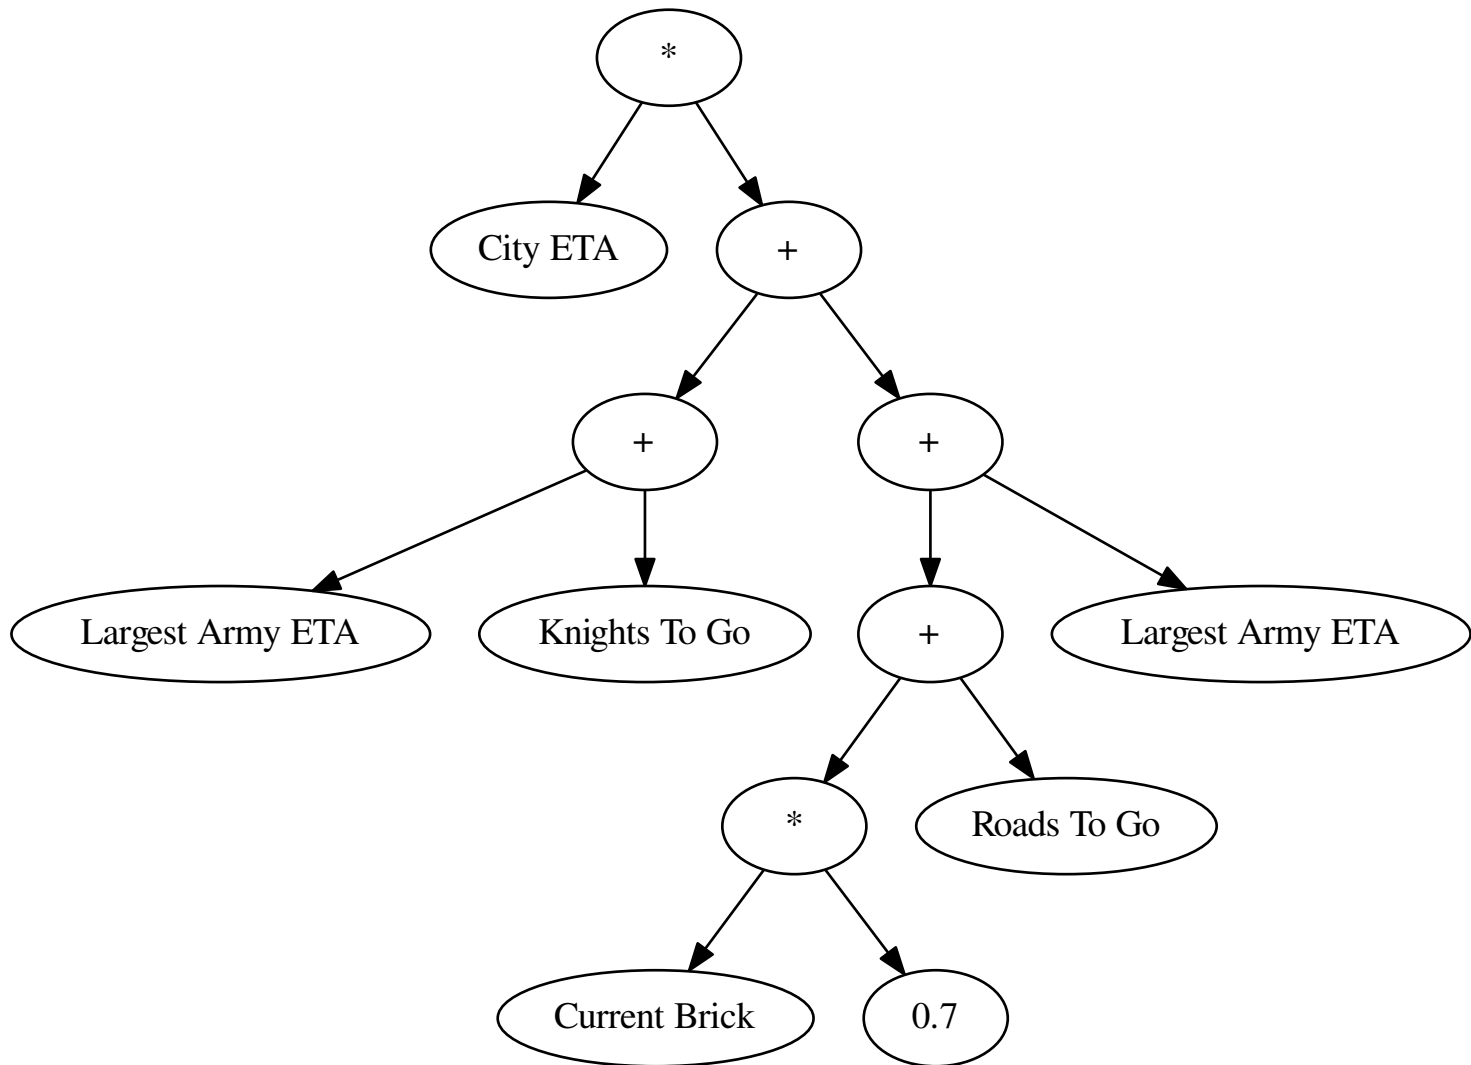 *
City ETA
+
+
+
Largest Army ETA
Knights To Go
+
Largest Army ETA
*
Roads To Go
Current Brick
0.7